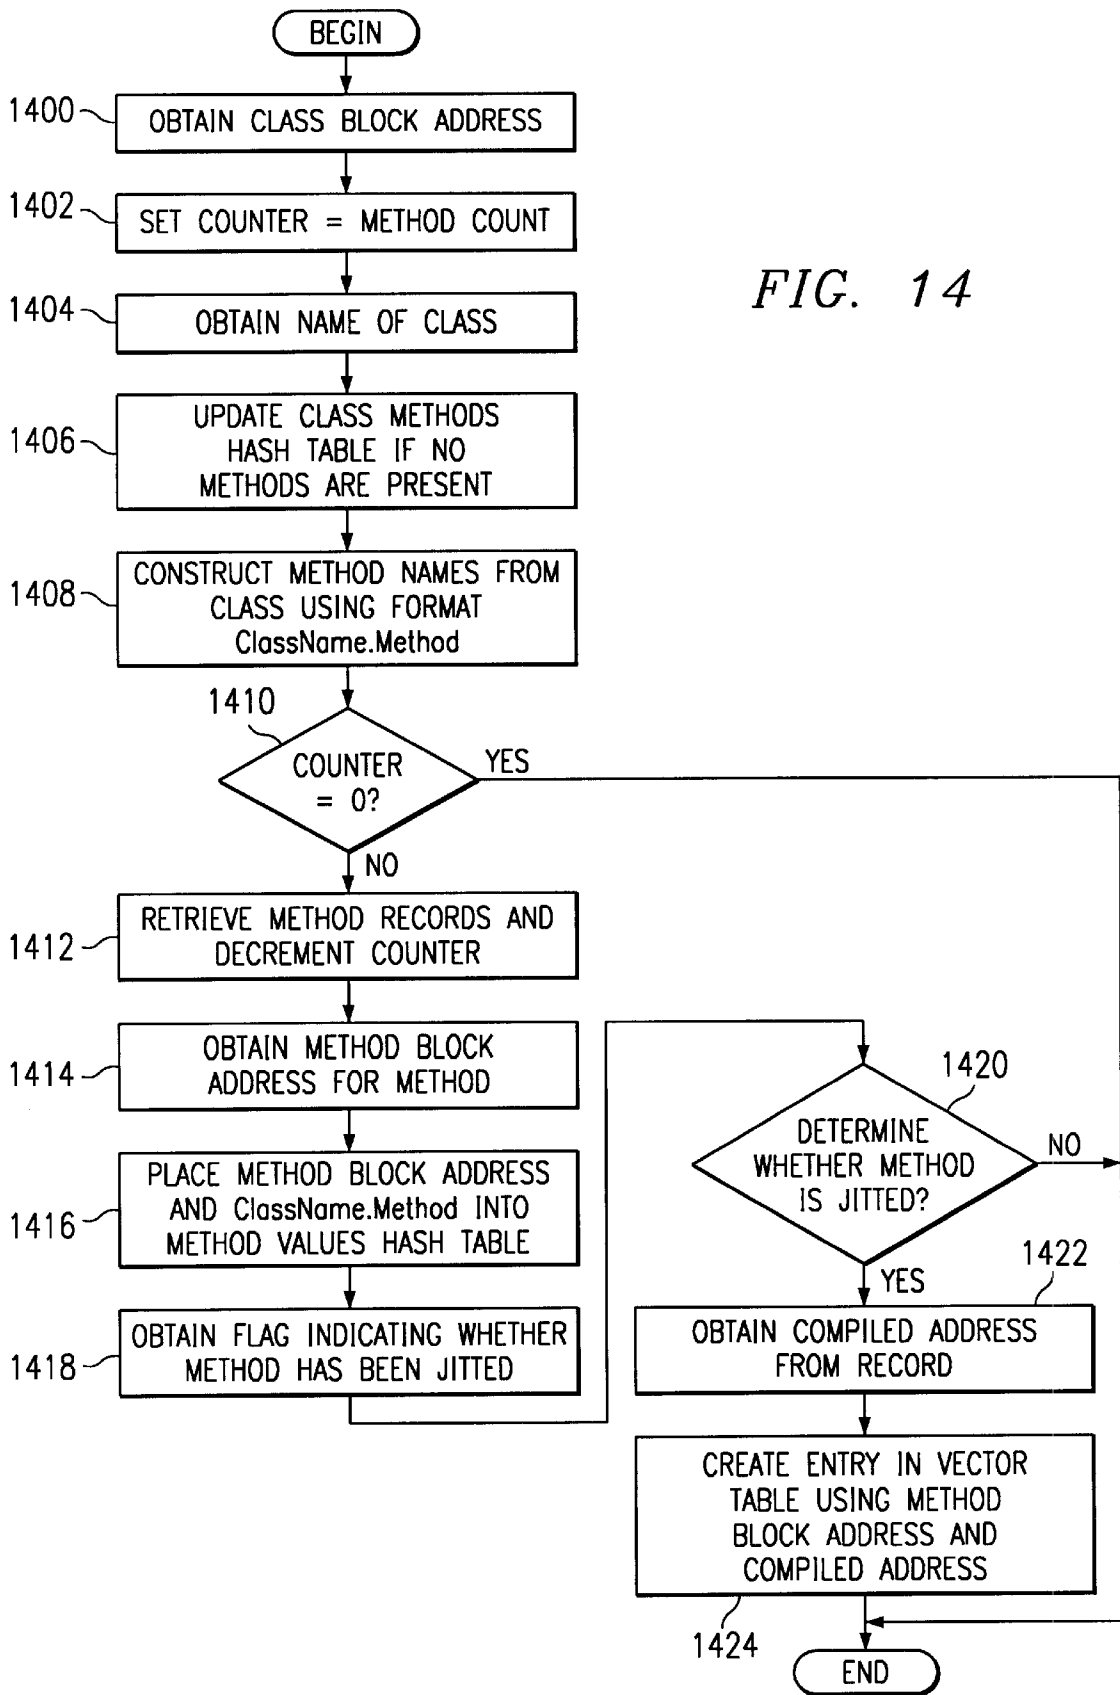 BEGIN
1400
OBTAIN CLASS BLOCK ADDRESS
1402
SET COUNTER = METHOD COUNT
FIG. 14
1404
OBTAIN NAME OF CLASS
1406
UPDATE CLASS METHODS
HASH TABLE IF NO
METHODS ARE PRESENT
1408
CONSTRUCT METHOD NAMES FROM
CLASS USING FORMAT
ClassName.Method
1410
COUNTER
= 0?
YES
NO
1412
RETRIEVE METHOD RECORDS AND
DECREMENT COUNTER
1414
OBTAIN METHOD BLOCK
ADDRESS FOR METHOD
1416
PLACE METHOD BLOCK ADDRESS
AND ClassName.Method INTO
METHOD VALUES HASH TABLE
1418
OBTAIN FLAG INDICATING WHETHER
METHOD HAS BEEN JITTED
1420
DETERMINE
WHETHER METHOD
IS JITTED?
NO
YES
1422
OBTAIN COMPILED ADDRESS
FROM RECORD
CREATE ENTRY IN VECTOR
TABLE USING METHOD
BLOCK ADDRESS AND
COMPILED ADDRESS
1424
END